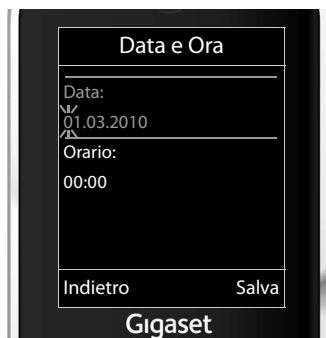 Data e Ora
Data:
01.03.2010
Orario:
00:00
Indietro Salva
Gigaset